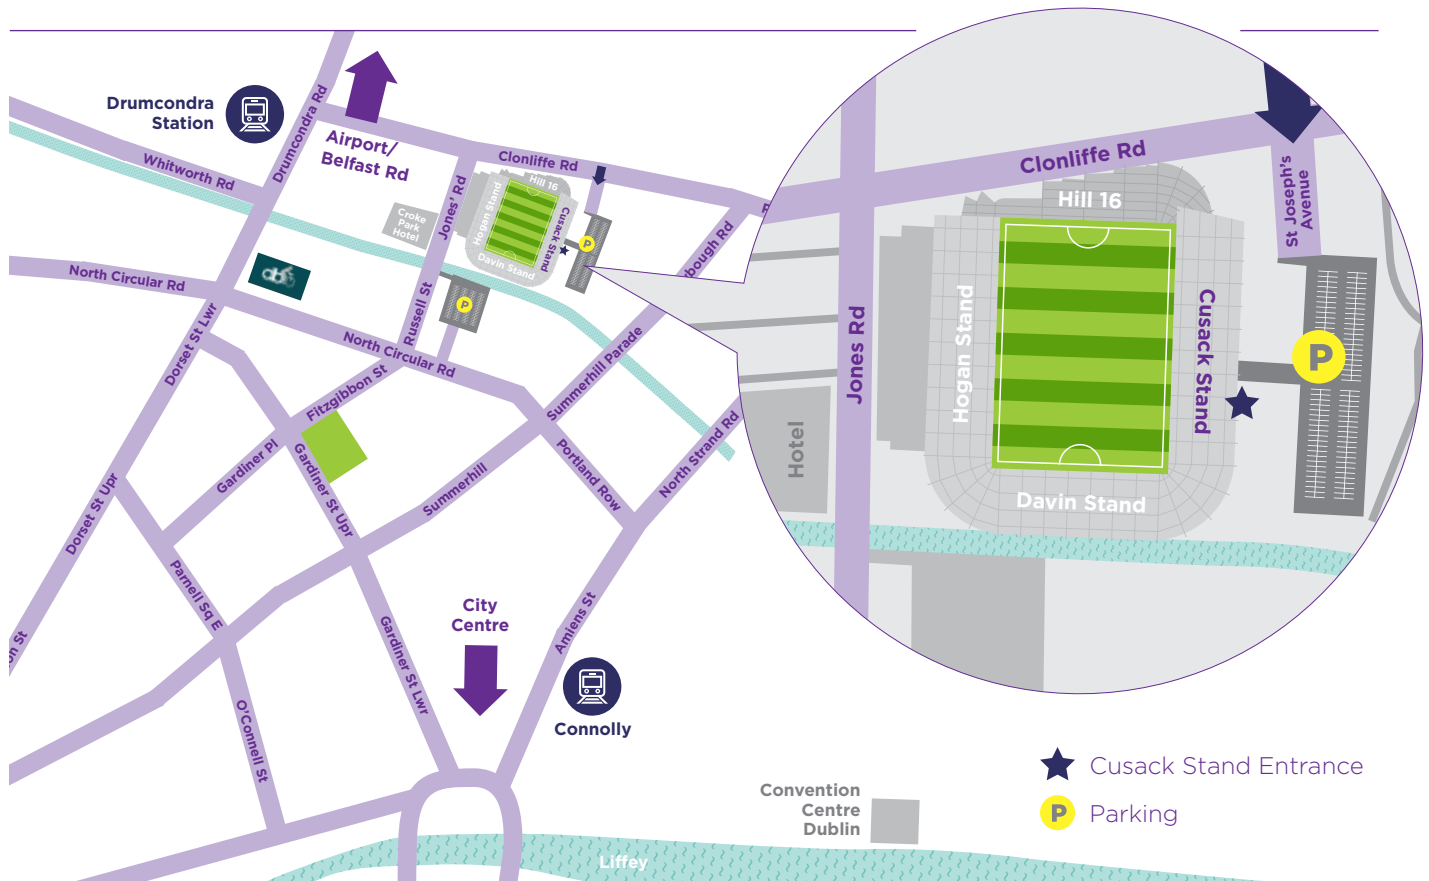 Drumcondra
Station
Drumcondra Rd
Airport/
Belfast Rd
Whitworth Rd
Clonliffe Rd
Jones' Rd
Croke
Park
Hotel
Hill 16
Hogan Stand
Cusack Stand
Davin Stand
P
P
North Circular Rd
Russell St
North Circular Rd
Dorset St Lwr
Fitzgibbon St
Summerhill Parade
Gardiner Pl
Gardiner St Upr
Summerhill
Portland Row
North Strand Rd
Dorset St Upr
Parnell Sq E
Gardiner St Lwr
O'Connell St
City
Centre
Amiens St
Connolly
Convention
Centre
Dublin
Liffey
Clonliffe Rd
St Joseph's
Avenue
Hill 16
Jones Rd
Hogan Stand
Cusack Stand
Davin Stand
Hotel
P
Cusack Stand Entrance
P
Parking